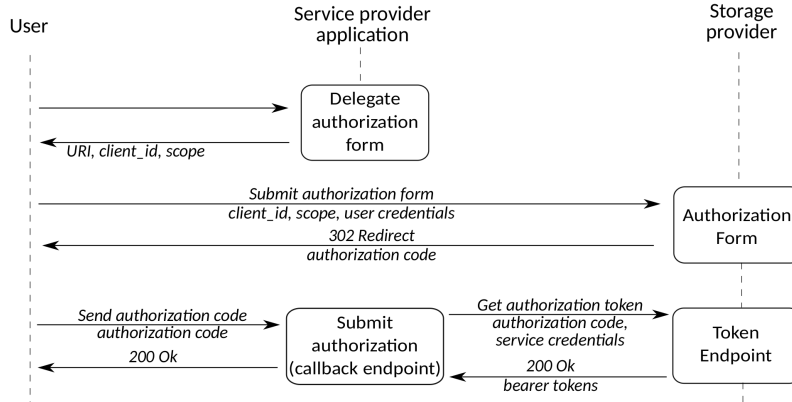 User
Service provider
application
Storage
provider
Delegate
authorization
form
URI, client_id, scope
Submit authorization form
client_id, scope, user credentials
302 Redirect
authorization code
Authorization
Form
Send authorization code
authorization code
200 Ok
Submit
authorization
(callback endpoint)
Get authorization token
authorization code,
service credentials
200 Ok
bearer tokens
Token
Endpoint